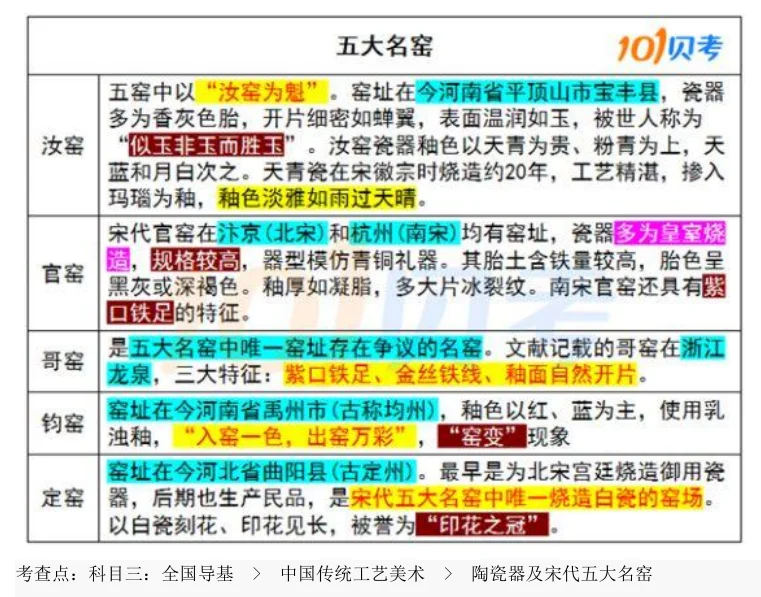 五大名窑
101贝考
汝窑
五窑中以“汝窑为魁”。窑址在今河南省平顶山市宝丰县，瓷器
多为香灰色胎，开片细密如蝉翼，表面温润如玉，被世人称为
“似玉非玉而胜玉”。汝窑瓷器釉色以天青为贵、粉青为上，天
蓝和月白次之。天青瓷在宋徽宗时烧造约20年，工艺精湛，掺入
玛瑙为釉，釉色淡雅如雨过天晴。
官窑
宋代官窑在汴京(北宋)和杭州(南宋)均有窑址，瓷器多为皇室烧
造，规格较高，器型模仿青铜礼器。其胎土含铁量较高，胎色呈
黑灰或深褐色。釉厚如凝脂，多大片冰裂纹。南宋官窑还具有紫
口铁足的特征。
哥窑
是五大名窑中唯一窑址存在争议的名窑。文献记载的哥窑在浙江
龙泉，三大特征：紫口铁足、金丝铁线、釉面自然开片。
钧窑
窑址在今河南省禹州市(古称均州)，釉色以红、蓝为主，使用乳
浊釉，“入窑一色，出窑万彩”，“窑变”现象
定窑
窑址在今河北省曲阳县(古定州)。最早是为北宋宫廷烧造御用瓷
器，后期也生产民品，是宋代五大名窑中唯一烧造白瓷的窑场。
以白瓷刻花、印花见长，被誉为“印花之冠”。
101贝考
考查点：科目三：全国导基 > 中国传统工艺美术 > 陶瓷器及宋代五大名窑